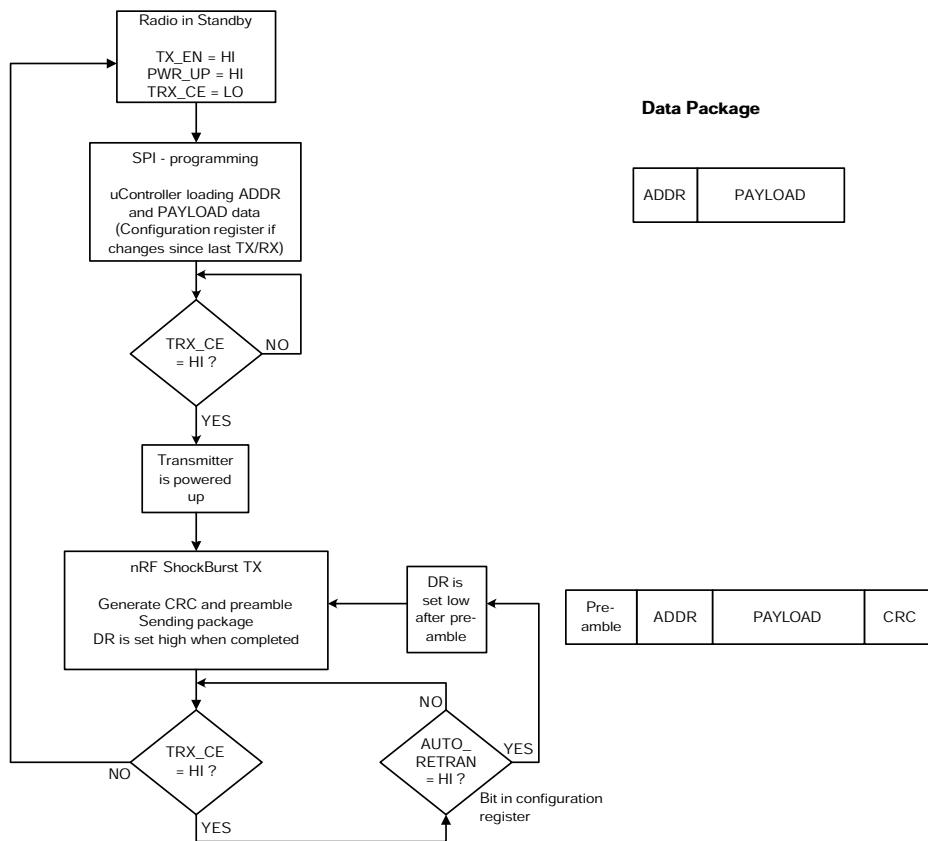 Radio in Standby
TX_EN = HI
PWR_UP = HI
TRX_CE = LO
Data Package
SPI - programming
uController loading ADDR
and PAYLOAD data
(Configuration register if
changes since last TX/RX)
ADDR
PAYLOAD
TRX_CE
= HI ?
NO
YES
Transmitter
is powered
up
nRF ShockBurst TX
Generate CRC and preamble
Sending package
DR is set high when completed
DR is
set low
after pre-
amble
Pre-
amble
ADDR
PAYLOAD
CRC
NO
TRX_CE
= HI ?
NO
AUTO_
RETRAN
= HI ?
YES
Bit in configuration
register
YES